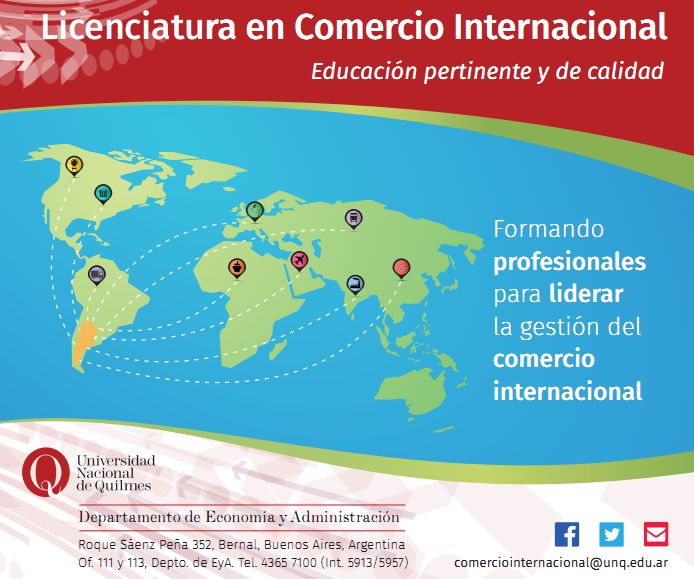 Licenciatura en Comercio Internacional
Educación pertinente y de calidad
Formando
profesionales
para liderar
la gestión del
comercio
internacional
Universidad
Nacional
de Quilmes
Departamento de Economía y Administración
Roque Sáenz Peña 352, Bernal, Buenos Aires, Argentina
Of. 111 y 113, Depto. de EyA. Tel. 4365 7100 (Int. 5913/5957)
comerciointernacional@unq.edu.ar